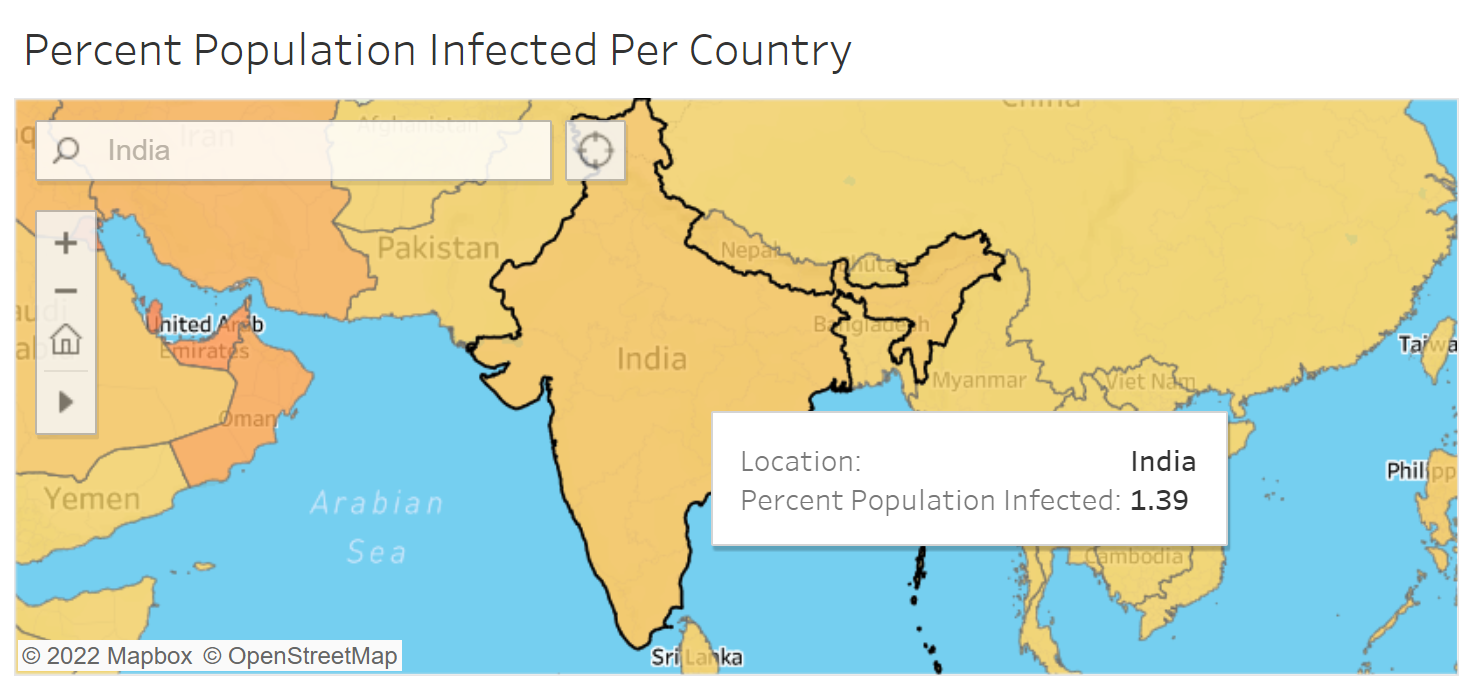 Percent Population Infected Per Country
China
Afghanistan
Iran
India
Pakistan
Nepal
Bhutan
United Arab
Emirates
Bangladesh
India
Taiwa
Myanmar
Viet Nam
Oman
Location: India
Percent Population Infected: 1.39
Philipp
Yemen
Arabian
Sea
Cambodia
Sri Lanka
© 2022 Mapbox © OpenStreetMap